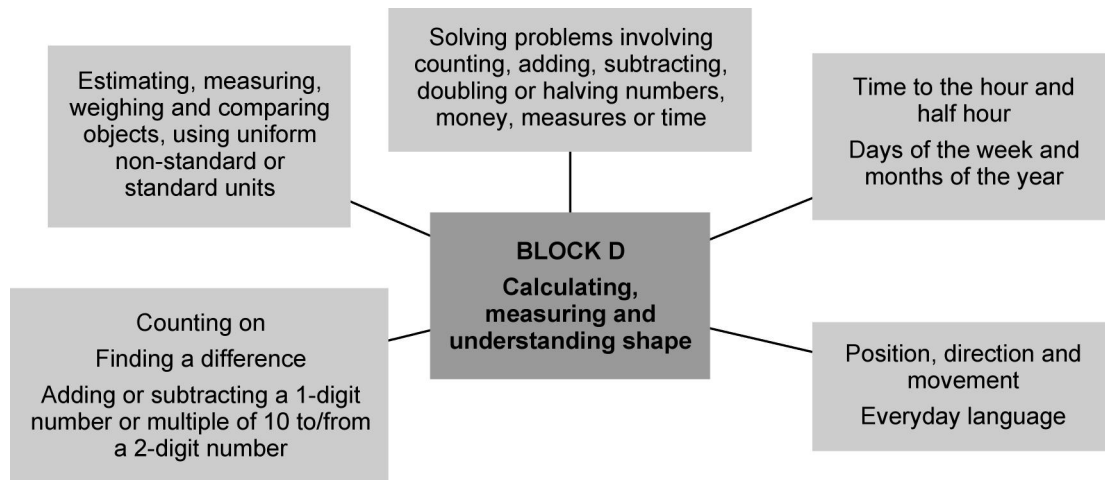 Solving problems involving
counting, adding, subtracting,
doubling or halving numbers,
money, measures or time
Estimating, measuring,
weighing and comparing
objects, using uniform
non-standard or
standard units
Time to the hour and
half hour
Days of the week and
months of the year
BLOCK D
Calculating,
measuring and
understanding shape
Counting on
Finding a difference
Adding or subtracting a 1-digit
number or multiple of 10 to/from
a 2-digit number
Position, direction and
movement
Everyday language